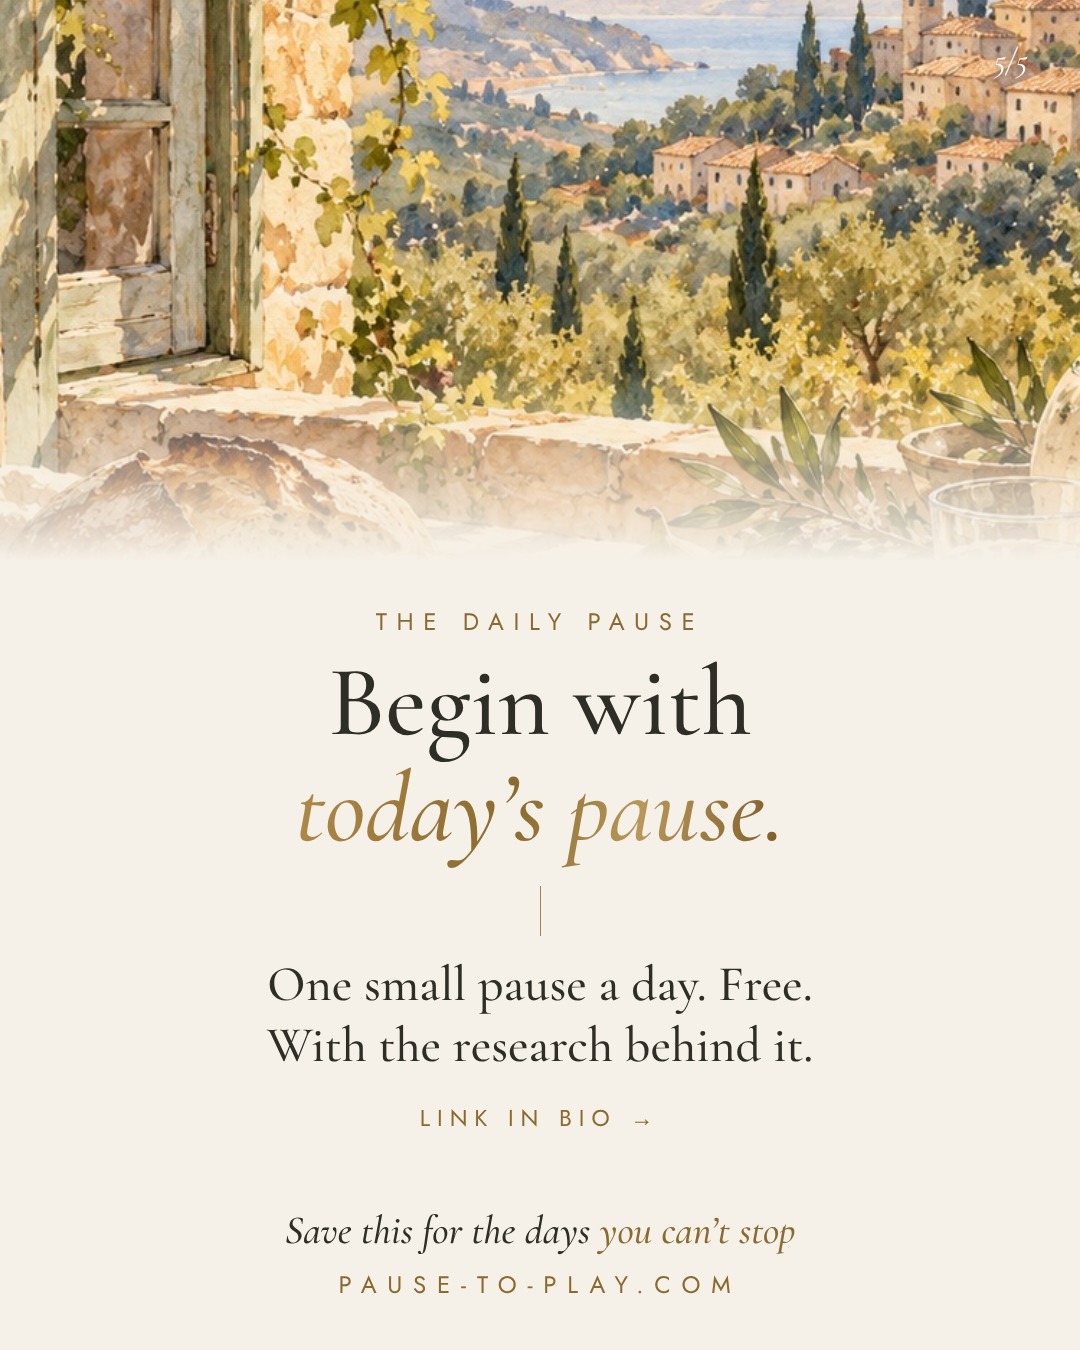 5/5
THE DAILY PAUSE
Begin with
today’s pause.
One small pause a day. Free.
With the research behind it.
LINK IN BIO →
Save this for the days you can’t stop
PAUSE-TO-PLAY.COM